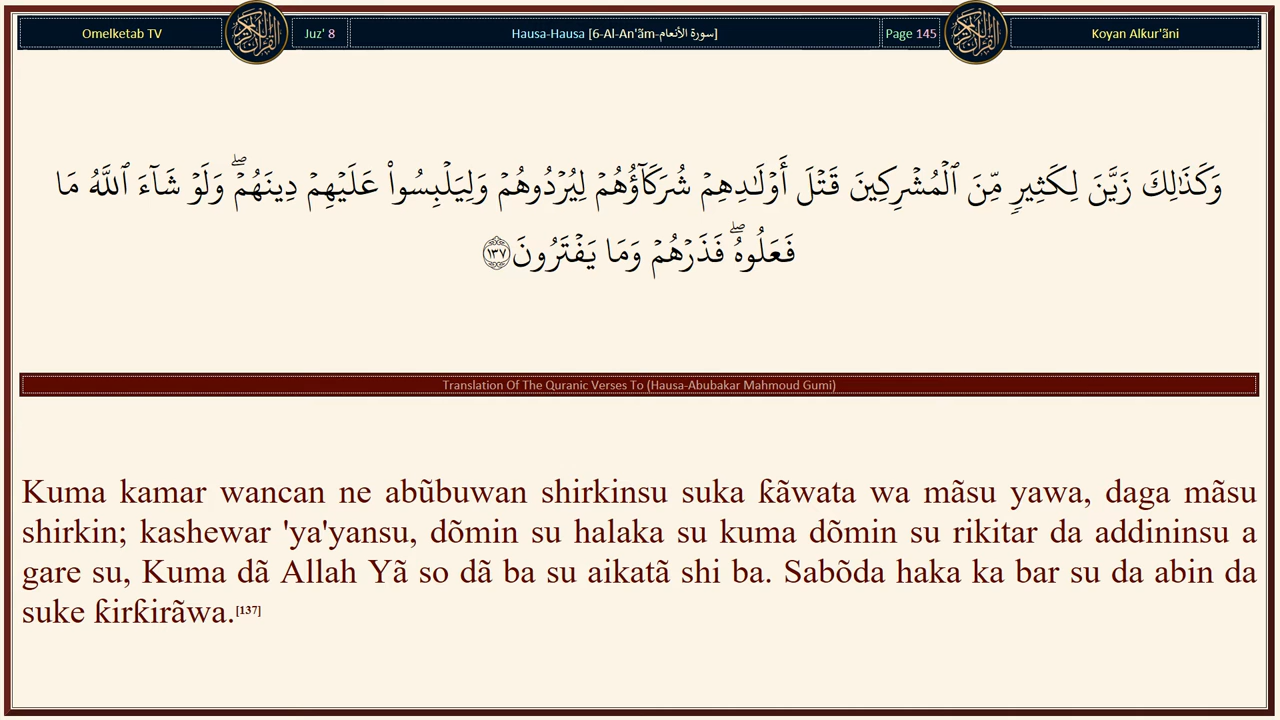 Omelketab TV
Juz' 8
Hausa-Hausa [6-Al-An'ãm-سورة الأنعام]
Page 145
Koyan Alƙur'ãni
وَكَذَٰلِكَ زَيَّنَ لِكَثِيرٖ مِّنَ ٱلۡمُشۡرِكِينَ قَتۡلَ أَوۡلَٰدِهِمۡ شُرَكَآؤُهُمۡ لِيُرۡدُوهُمۡ وَلِيَلۡبِسُواْ عَلَيۡهِمۡ دِينَهُمۡۖ وَلَوۡ شَآءَ ٱللَّهُ مَا
فَعَلُوهُۖ فَذَرۡهُمۡ وَمَا يَفۡتَرُونَ ١٣٧
Translation Of The Quranic Verses To (Hausa-Abubakar Mahmoud Gumi)
Kuma kamar wancan ne abũbuwan shirkinsu suka ƙãwata wa mãsu yawa, daga mãsu
shirkin; kashewar 'ya'yansu, dõmin su halaka su kuma dõmin su rikitar da addininsu a
gare su, Kuma dã Allah Yã so dã ba su aikatã shi ba. Sabõda haka ka bar su da abin da
suke ƙirƙirãwa.[137]